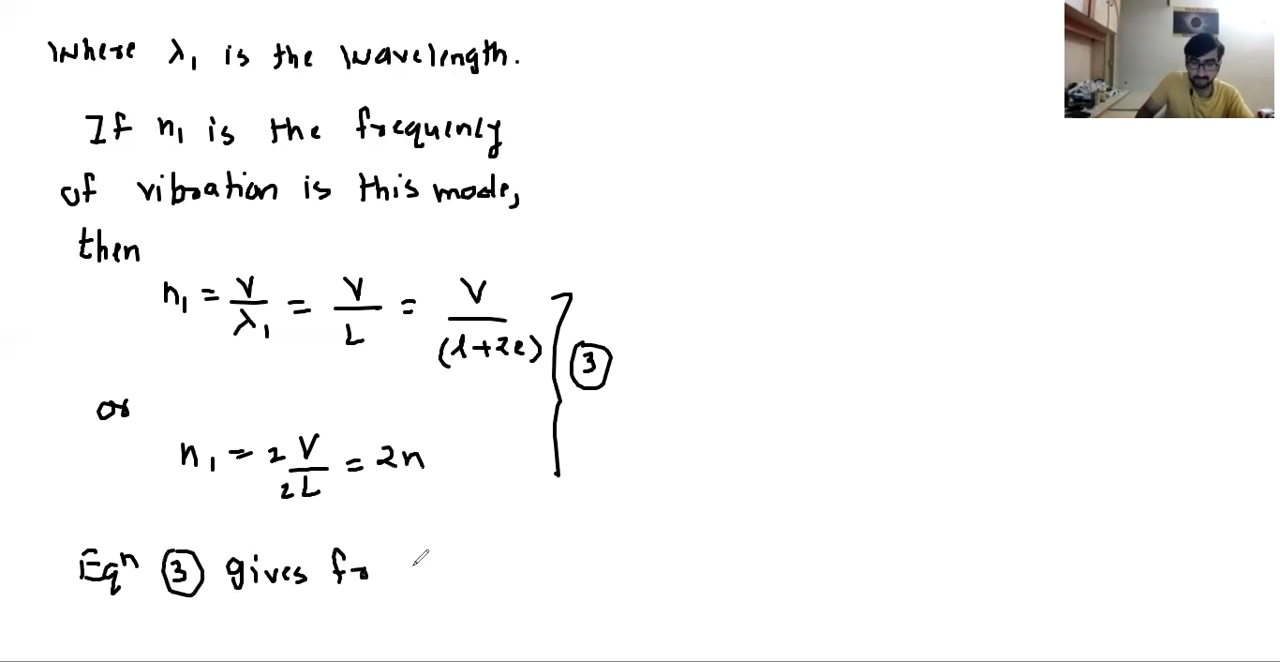 Where λ₁ is the wavelength.
If n₁ is the frequenly
of vibration is this mode,
then
n₁ = V/λ₁ = V/L = V/(l+2e)
3
or
n₁ = 2V/2L = 2n
Eqⁿ 3 gives fr